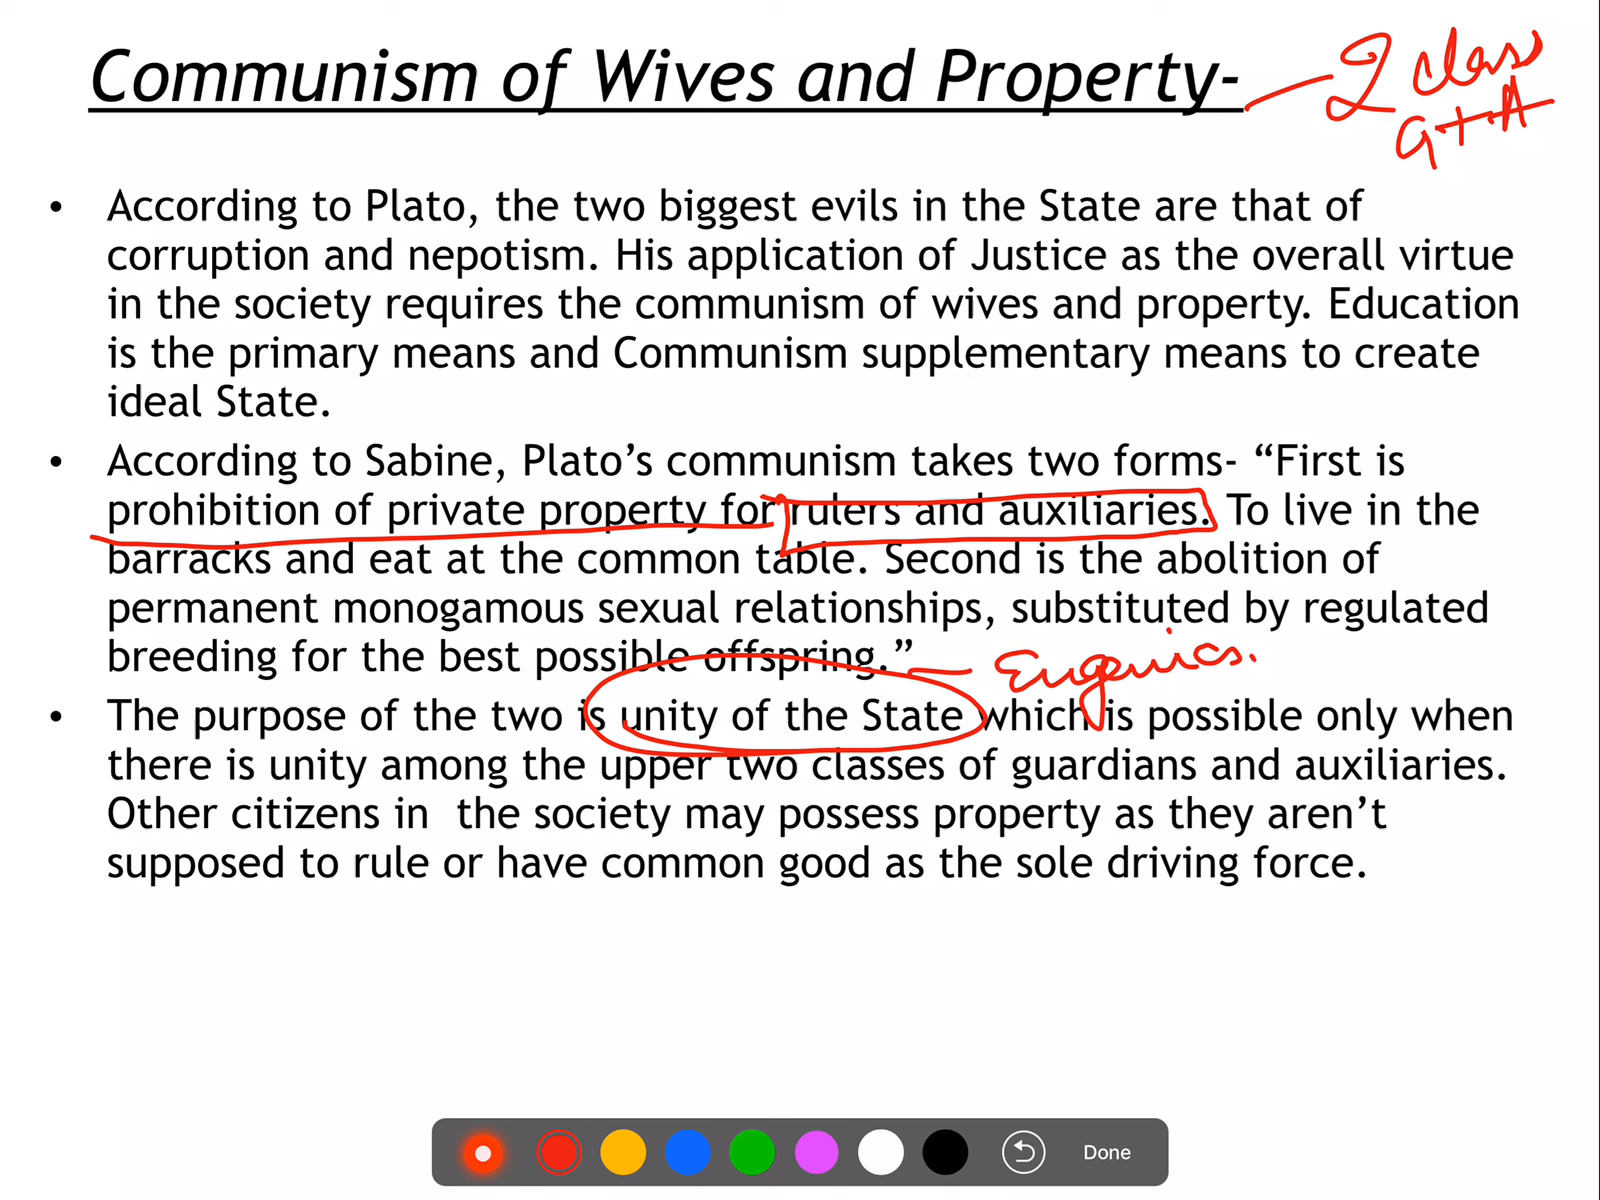 Communism of Wives and Property-
2 class
G+A
• According to Plato, the two biggest evils in the State are that of
corruption and nepotism. His application of Justice as the overall virtue
in the society requires the communism of wives and property. Education
is the primary means and Communism supplementary means to create
ideal State.
• According to Sabine, Plato’s communism takes two forms- “First is
prohibition of private property for rulers and auxiliaries. To live in the
barracks and eat at the common table. Second is the abolition of
permanent monogamous sexual relationships, substituted by regulated
breeding for the best possible offspring.”
Eugenics.
• The purpose of the two is unity of the State which is possible only when
there is unity among the upper two classes of guardians and auxiliaries.
Other citizens in  the society may possess property as they aren’t
supposed to rule or have common good as the sole driving force.
Done